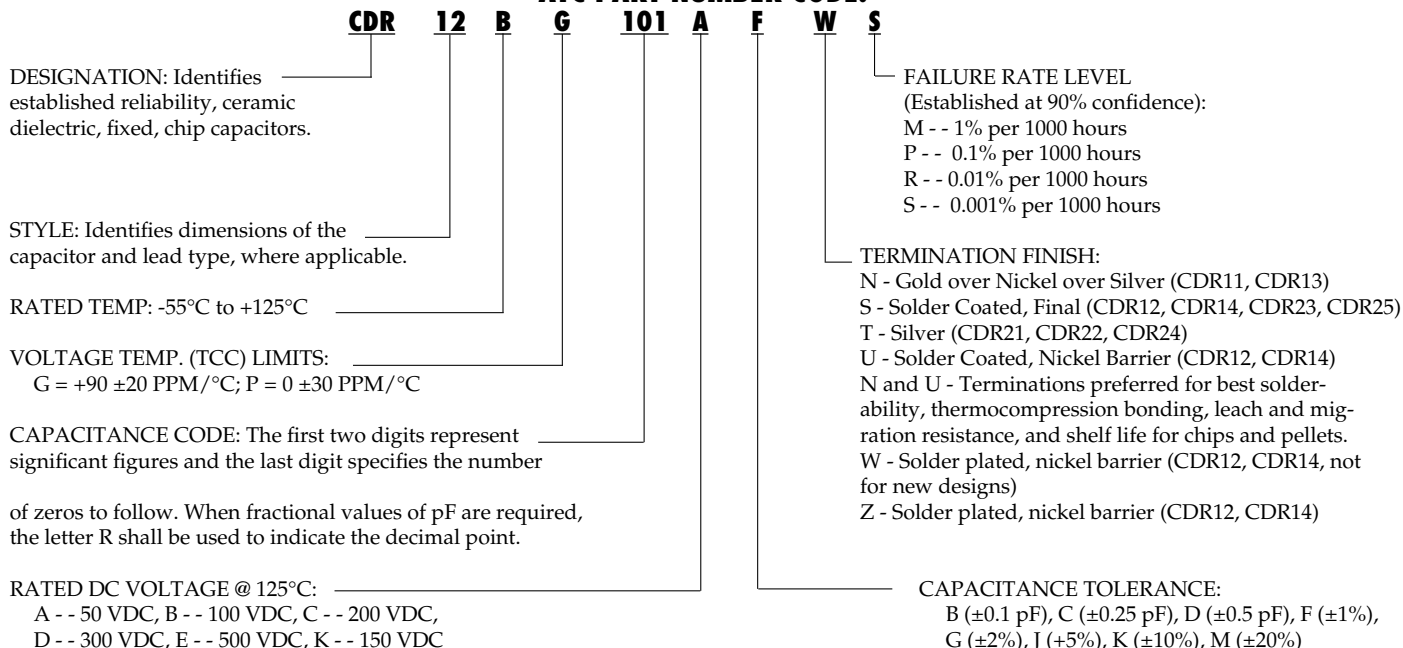 CDR 12 B G 101 A F W S
DESIGNATION: Identifies
established reliability, ceramic
dielectric, fixed, chip capacitors.
STYLE: Identifies dimensions of the
capacitor and lead type, where applicable.
RATED TEMP: -55°C to +125°C
VOLTAGE TEMP. (TCC) LIMITS:
G = +90 ±20 PPM/°C; P = 0 ±30 PPM/°C
CAPACITANCE CODE: The first two digits represent
significant figures and the last digit specifies the number
of zeros to follow. When fractional values of pF are required,
the letter R shall be used to indicate the decimal point.
RATED DC VOLTAGE @ 125°C:
A - - 50 VDC, B - - 100 VDC, C - - 200 VDC,
D - - 300 VDC, E - - 500 VDC, K - - 150 VDC
FAILURE RATE LEVEL
(Established at 90% confidence):
M - - 1% per 1000 hours
P - - 0.1% per 1000 hours
R - - 0.01% per 1000 hours
S - - 0.001% per 1000 hours
TERMINATION FINISH:
N - Gold over Nickel over Silver (CDR11, CDR13)
S - Solder Coated, Final (CDR12, CDR14, CDR23, CDR25)
T - Silver (CDR21, CDR22, CDR24)
U - Solder Coated, Nickel Barrier (CDR12, CDR14)
N and U - Terminations preferred for best solder-
ability, thermocompression bonding, leach and mig-
ration resistance, and shelf life for chips and pellets.
W - Solder plated, nickel barrier (CDR12, CDR14, not
for new designs)
Z - Solder plated, nickel barrier (CDR12, CDR14)
CAPACITANCE TOLERANCE:
B (±0.1 pF), C (±0.25 pF), D (±0.5 pF), F (±1%),
G (±2%), J (+5%), K (±10%), M (±20%)